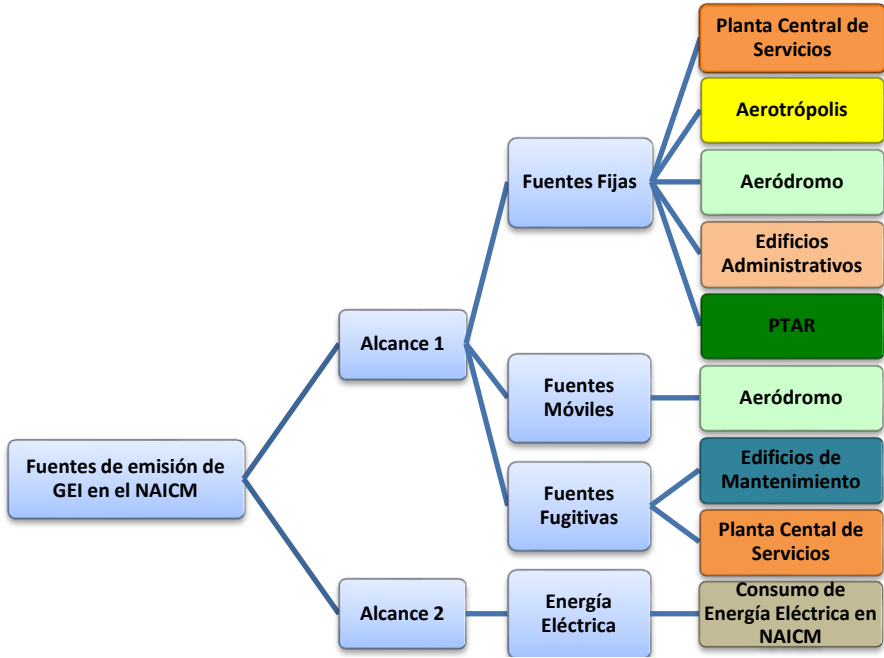 Planta Central de
Servicios
Aerotrópolis
Fuentes Fijas
Aeródromo
Edificios
Administrativos
PTAR
Alcance 1
Fuentes
Móviles
Aeródromo
Fuentes de emisión de
GEI en el NAICM
Fuentes
Fugitivas
Edificios de
Mantenimiento
Planta Cental de
Servicios
Alcance 2
Energía
Eléctrica
Consumo de
Energía Eléctrica en
NAICM